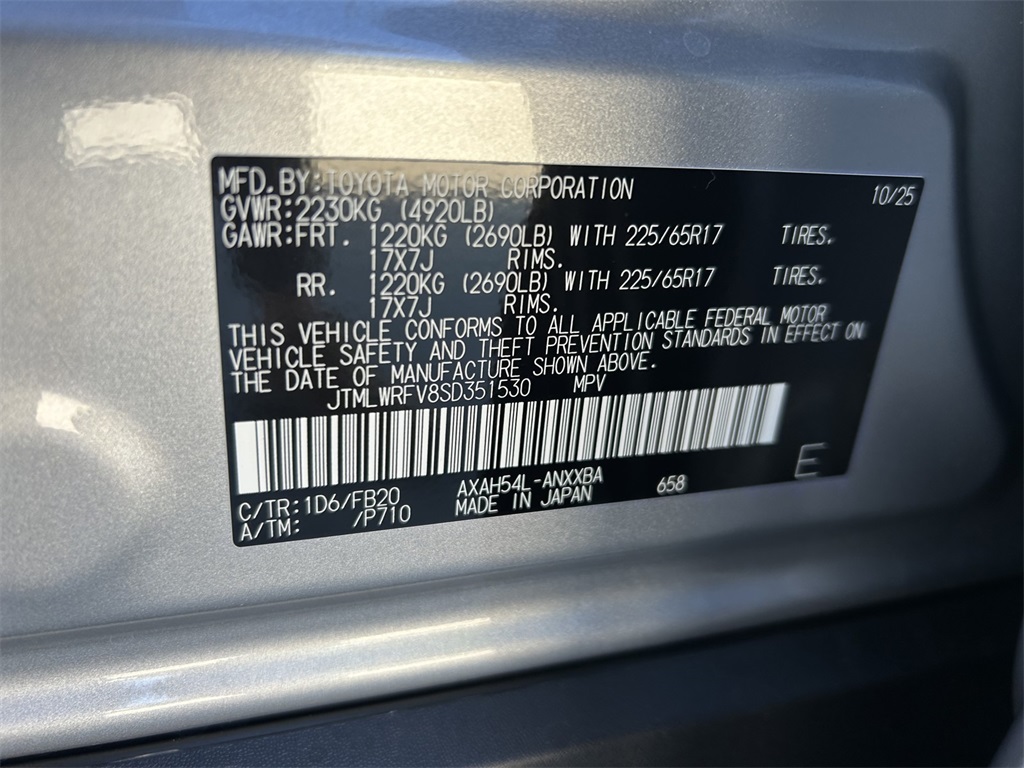 MFD.BY:TOYOTA MOTOR CORPORATION 10/25
GVWR:2230KG (4920LB)
GAWR:FRT. 1220KG (2690LB) WITH 225/65R17 TIRES.
17X7J RIMS.
RR. 1220KG (2690LB) WITH 225/65R17 TIRES.
17X7J RIMS.
THIS VEHICLE CONFORMS TO ALL APPLICABLE FEDERAL MOTOR
VEHICLE SAFETY AND THEFT PREVENTION STANDARDS IN EFFECT ON
THE DATE OF MANUFACTURE SHOWN ABOVE.
JTMLWRFV8SD351530 MPV
C/TR:1D6/FB20 AXAH54L-ANXXBA 658 E
A/TM: /P710 MADE IN JAPAN